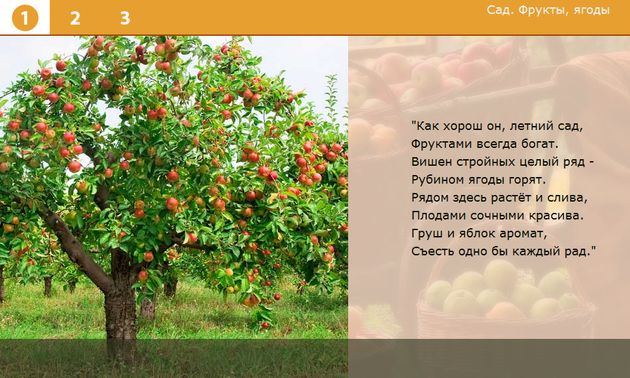 1 2 3
Сад. Фрукты, ягоды
"Как хорош он, летний сад,
Фруктами всегда богат.
Вишен стройных целый ряд -
Рубином ягоды горят.
Рядом здесь растёт и слива,
Плодами сочными красива.
Груш и яблок аромат,
Съесть одно бы каждый рад."